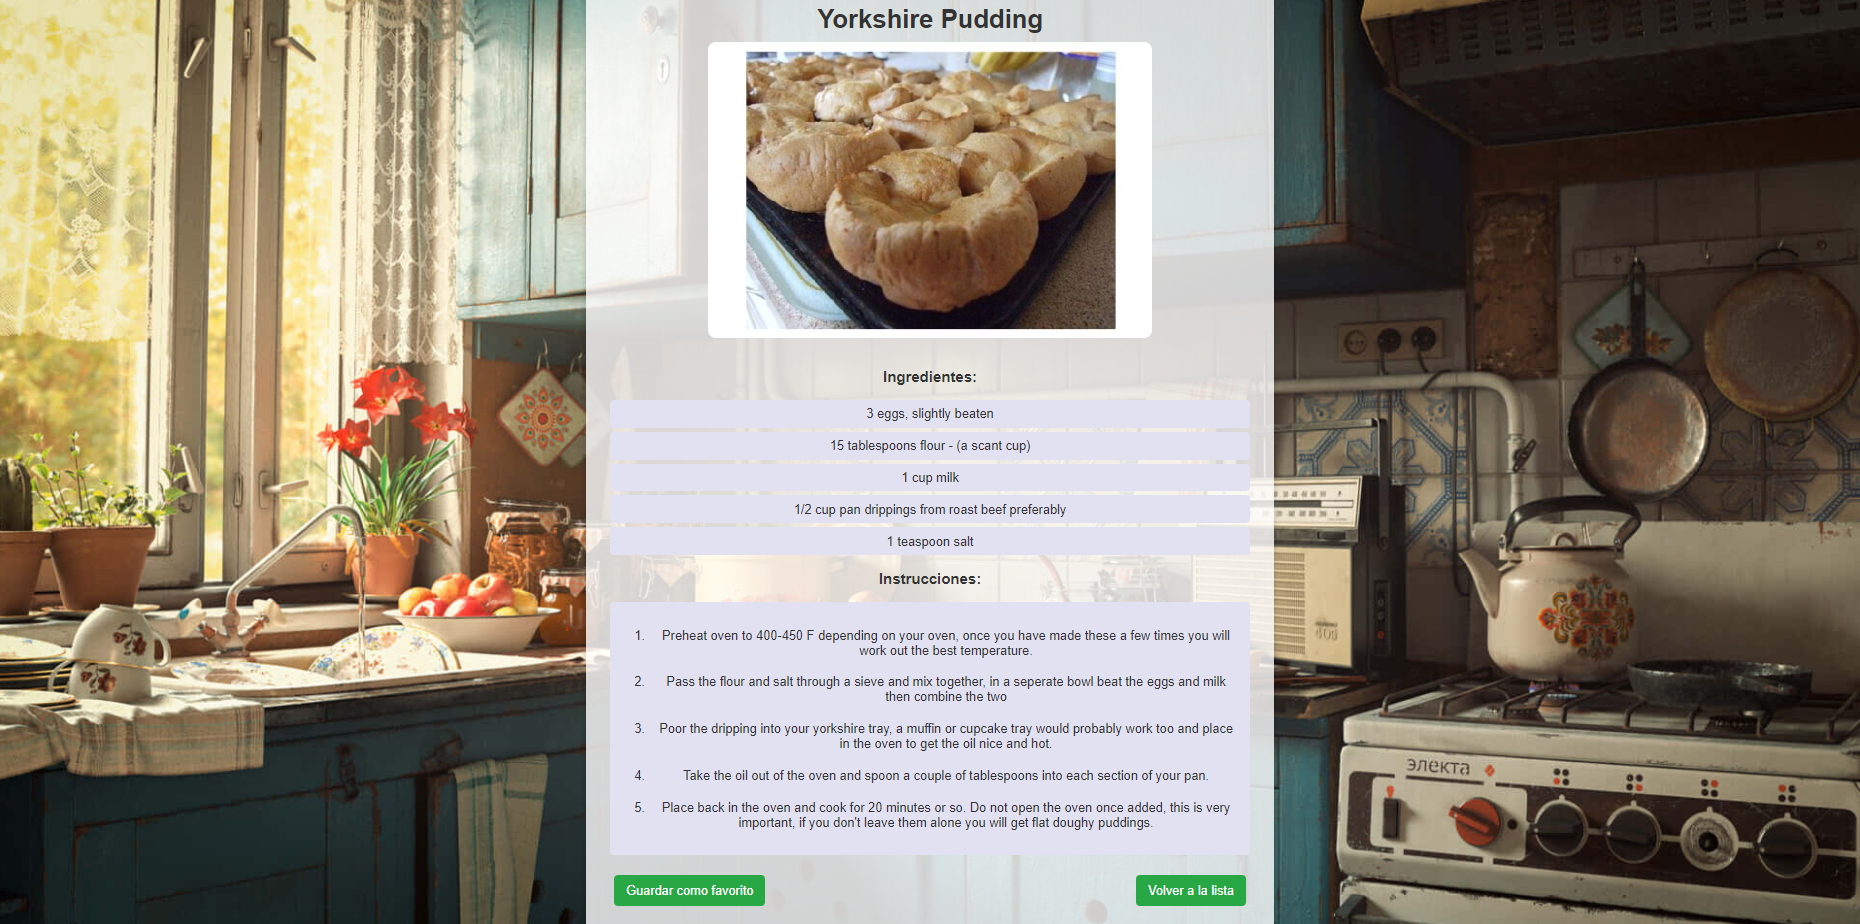 Yorkshire Pudding
Ingredientes:
3 eggs, slightly beaten
15 tablespoons flour - (a scant cup)
1 cup milk
1/2 cup pan drippings from roast beef preferably
1 teaspoon salt
Instrucciones:
1. Preheat oven to 400-450 F depending on your oven, once you have made these a few times you will
work out the best temperature.
2. Pass the flour and salt through a sieve and mix together, in a seperate bowl beat the eggs and milk
then combine the two
3. Poor the dripping into your yorkshire tray, a muffin or cupcake tray would probably work too and place
in the oven to get the oil nice and hot.
4. Take the oil out of the oven and spoon a couple of tablespoons into each section of your pan.
5. Place back in the oven and cook for 20 minutes or so. Do not open the oven once added, this is very
important, if you don't leave them alone you will get flat doughy puddings.
Guardar como favorito
Volver a la lista
электа